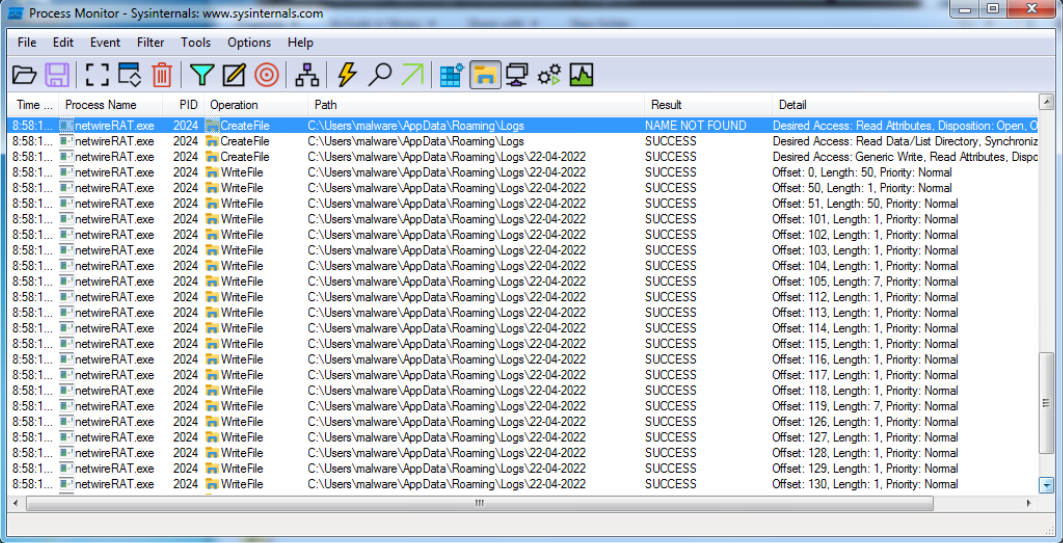 Process Monitor - Sysinternals: www.sysinternals.com
File Edit Event Filter Tools Options Help
Time ... Process Name PID Operation Path Result Detail
8:58:1... netwireRAT.exe 2024 CreateFile C:\Users\malware\AppData\Roaming\Logs NAME NOT FOUND Desired Access: Read Attributes, Disposition: Open, O
8:58:1... netwireRAT.exe 2024 CreateFile C:\Users\malware\AppData\Roaming\Logs SUCCESS Desired Access: Read Data/List Directory, Synchroniz
8:58:1... netwireRAT.exe 2024 CreateFile C:\Users\malware\AppData\Roaming\Logs\22-04-2022 SUCCESS Desired Access: Generic Write, Read Attributes, Dispo
8:58:1... netwireRAT.exe 2024 WriteFile C:\Users\malware\AppData\Roaming\Logs\22-04-2022 SUCCESS Offset: 0, Length: 50, Priority: Normal
8:58:1... netwireRAT.exe 2024 WriteFile C:\Users\malware\AppData\Roaming\Logs\22-04-2022 SUCCESS Offset: 50, Length: 1, Priority: Normal
8:58:1... netwireRAT.exe 2024 WriteFile C:\Users\malware\AppData\Roaming\Logs\22-04-2022 SUCCESS Offset: 51, Length: 50, Priority: Normal
8:58:1... netwireRAT.exe 2024 WriteFile C:\Users\malware\AppData\Roaming\Logs\22-04-2022 SUCCESS Offset: 101, Length: 1, Priority: Normal
8:58:1... netwireRAT.exe 2024 WriteFile C:\Users\malware\AppData\Roaming\Logs\22-04-2022 SUCCESS Offset: 102, Length: 1, Priority: Normal
8:58:1... netwireRAT.exe 2024 WriteFile C:\Users\malware\AppData\Roaming\Logs\22-04-2022 SUCCESS Offset: 103, Length: 1, Priority: Normal
8:58:1... netwireRAT.exe 2024 WriteFile C:\Users\malware\AppData\Roaming\Logs\22-04-2022 SUCCESS Offset: 104, Length: 1, Priority: Normal
8:58:1... netwireRAT.exe 2024 WriteFile C:\Users\malware\AppData\Roaming\Logs\22-04-2022 SUCCESS Offset: 105, Length: 7, Priority: Normal
8:58:1... netwireRAT.exe 2024 WriteFile C:\Users\malware\AppData\Roaming\Logs\22-04-2022 SUCCESS Offset: 112, Length: 1, Priority: Normal
8:58:1... netwireRAT.exe 2024 WriteFile C:\Users\malware\AppData\Roaming\Logs\22-04-2022 SUCCESS Offset: 113, Length: 1, Priority: Normal
8:58:1... netwireRAT.exe 2024 WriteFile C:\Users\malware\AppData\Roaming\Logs\22-04-2022 SUCCESS Offset: 114, Length: 1, Priority: Normal
8:58:1... netwireRAT.exe 2024 WriteFile C:\Users\malware\AppData\Roaming\Logs\22-04-2022 SUCCESS Offset: 115, Length: 1, Priority: Normal
8:58:1... netwireRAT.exe 2024 WriteFile C:\Users\malware\AppData\Roaming\Logs\22-04-2022 SUCCESS Offset: 116, Length: 1, Priority: Normal
8:58:1... netwireRAT.exe 2024 WriteFile C:\Users\malware\AppData\Roaming\Logs\22-04-2022 SUCCESS Offset: 117, Length: 1, Priority: Normal
8:58:1... netwireRAT.exe 2024 WriteFile C:\Users\malware\AppData\Roaming\Logs\22-04-2022 SUCCESS Offset: 118, Length: 1, Priority: Normal
8:58:1... netwireRAT.exe 2024 WriteFile C:\Users\malware\AppData\Roaming\Logs\22-04-2022 SUCCESS Offset: 119, Length: 7, Priority: Normal
8:58:1... netwireRAT.exe 2024 WriteFile C:\Users\malware\AppData\Roaming\Logs\22-04-2022 SUCCESS Offset: 126, Length: 1, Priority: Normal
8:58:1... netwireRAT.exe 2024 WriteFile C:\Users\malware\AppData\Roaming\Logs\22-04-2022 SUCCESS Offset: 127, Length: 1, Priority: Normal
8:58:1... netwireRAT.exe 2024 WriteFile C:\Users\malware\AppData\Roaming\Logs\22-04-2022 SUCCESS Offset: 128, Length: 1, Priority: Normal
8:58:1... netwireRAT.exe 2024 WriteFile C:\Users\malware\AppData\Roaming\Logs\22-04-2022 SUCCESS Offset: 129, Length: 1, Priority: Normal
8:58:1... netwireRAT.exe 2024 WriteFile C:\Users\malware\AppData\Roaming\Logs\22-04-2022 SUCCESS Offset: 130, Length: 1, Priority: Normal